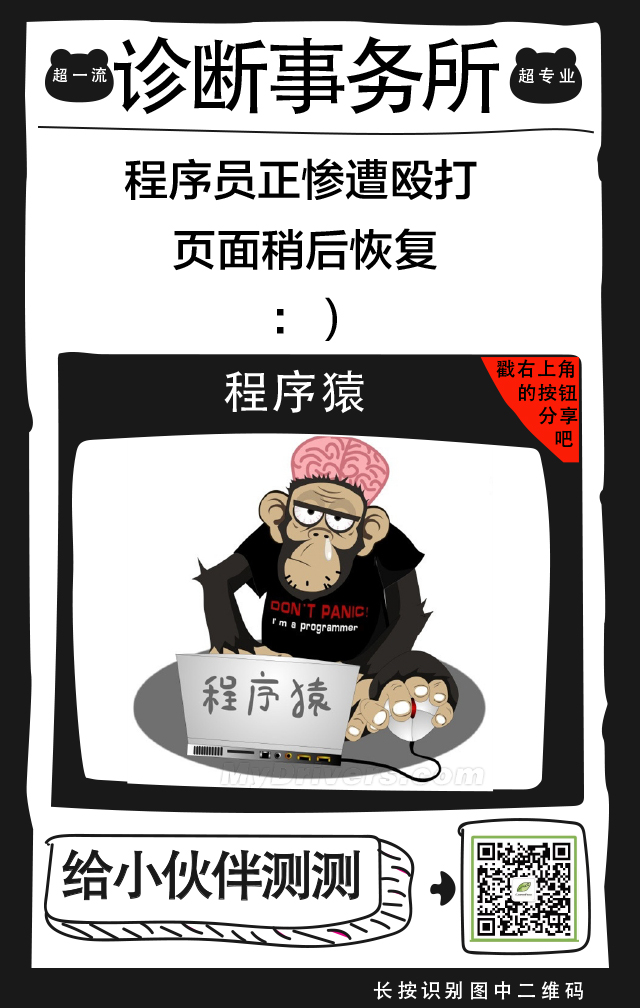 超一流
诊断事务所
超专业
程序员正惨遭殴打
页面稍后恢复
：）
程序猿
戳右上角
的按钮
分享
吧
DON'T PANIC!
I'm a programmer
程序猿
MyDrivers.com
给小伙伴测测
长按识别图中二维码